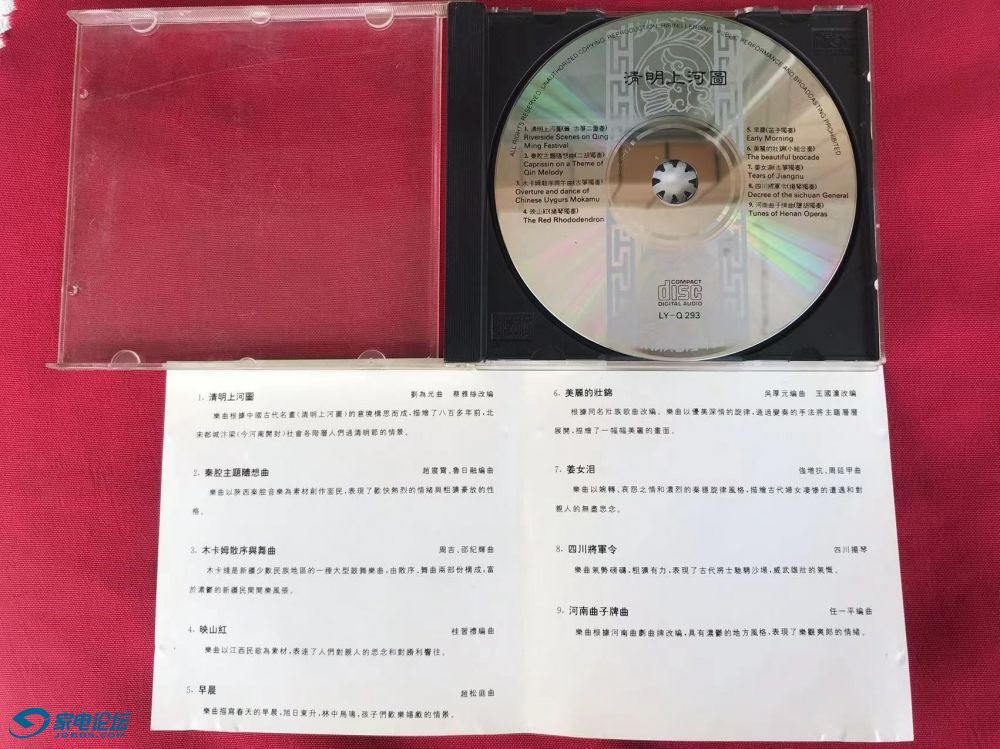 ALL RIGHTS RESERVED. UNAUTHORIZED COPYING, REPRODUCTION, HIRING, LENDING, PUBLIC PERFORMANCE AND BROADCASTING PROHIBITED
清明上河圖
Riverside Scenes on Qing
Ming Festival
2. 秦腔主題隨想曲(二胡獨奏)
Caprissin on a Theme of
Qin Melody
Overture and dance of
Chinese Uygurs Mokamu
4. 映山紅(揚琴獨奏)
The Red Rhododendron
5. 早晨(笛子獨奏)
Early Morning
6. 美麗的壯錦(小組合奏)
The beautiful brocade
7. 姜女淚(古箏獨奏)
Tears of Jiangnu
8. 四川將軍令(揚琴獨奏)
Decree of the sichuan General
9. 河南曲子牌曲(墜胡獨奏)
Tunes of Henan Operas
COMPACT
disc
DIGITAL AUDIO
LY-Q 293
1. 清明上河圖 劉為光曲 蔡雅絲改編
樂曲根據中國古代名畫(清明上河圖)的意境構思而成,描繪了八百多年前,北
宋都城汴梁(今河南開封)社會各階層人們過清明節的情景。
2. 秦腔主題隨想曲 趙震霄、魯日融編曲
樂曲以陝西秦腔音樂為素材創作而民,表現了歡快熱烈的情緒與粗獷豪放的性
格。
3. 木卡姆散序與舞曲 周吉、邵紀輝曲
木卡姆是新疆少數民族地區的一種大型鼓舞樂曲,由散序、舞曲兩部份構成,富
於濃鬱的新疆民間樂風張。
4. 映山紅 桂習禮編曲
樂曲以江西民歌為素材,表達了人們對親人的思念和對勝利響往。
5. 早晨 趙松庭曲
樂曲描寫春天的早晨,旭日東升,林中鳥鳴,孩子們歡樂嬉戲的情景。
6. 美麗的壯錦 吳厚元編曲 王國潼改編
根據同名壯族歌曲改編。樂曲以優美深情的旋律,通過變奏的手法將主題層層
展開,描繪了一幅幅美麗的畫面。
7. 姜女泪 強增抗、周延甲曲
樂曲以婉轉、哀怨之情和濃烈的秦穩旋律風格,描繪古代婦女凄慘的遭遇和對
親人的無盡思念。
8. 四川將軍令 四川揚琴
樂曲氣勢磅礴,粗獷有力,表現了古代將士馳騁沙場,威武雄壯的氣慨。
9. 河南曲子牌曲 任一平編曲
樂曲根據河南曲劇曲牌改編,具有濃鬱的地方風格,表現了樂觀爽郎的情緒。
家电论坛
JDBBS.COM